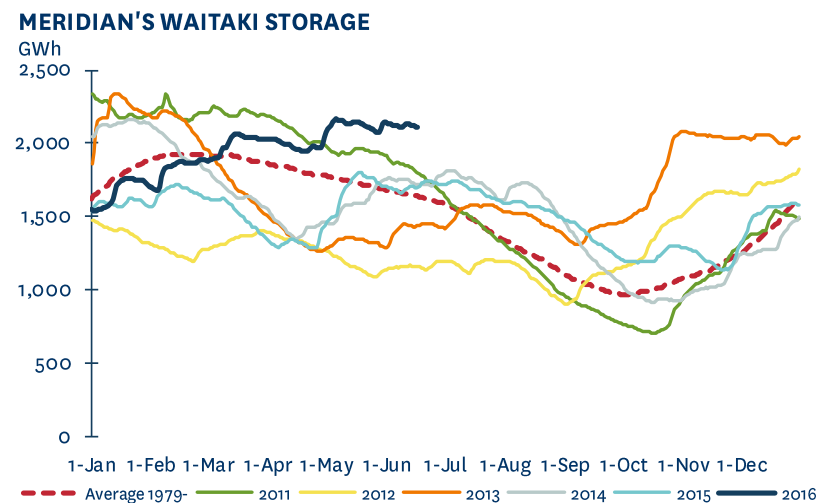 MERIDIAN'S WAITAKI STORAGE
GWh
2,500
2,000
1,500
1,000
500
0
1-Jan 1-Feb 1-Mar 1-Apr 1-May 1-Jun 1-Jul 1-Aug 1-Sep 1-Oct 1-Nov 1-Dec
Average 1979- 2011 2012 2013 2014 2015 2016